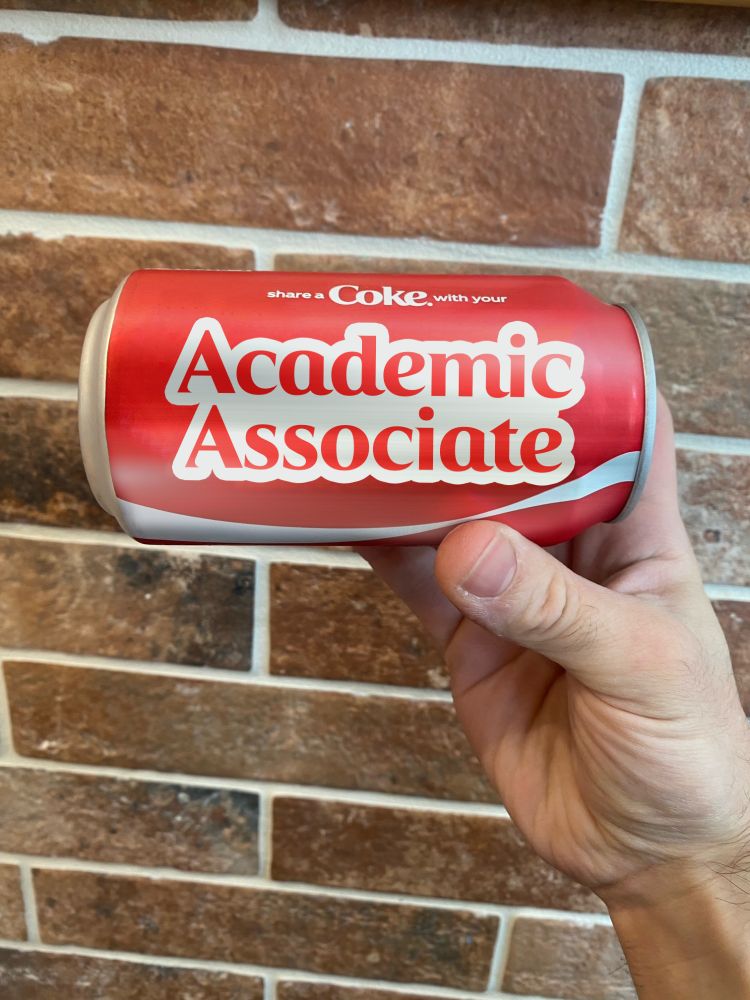 share a Coke. with your
Academic
Associate